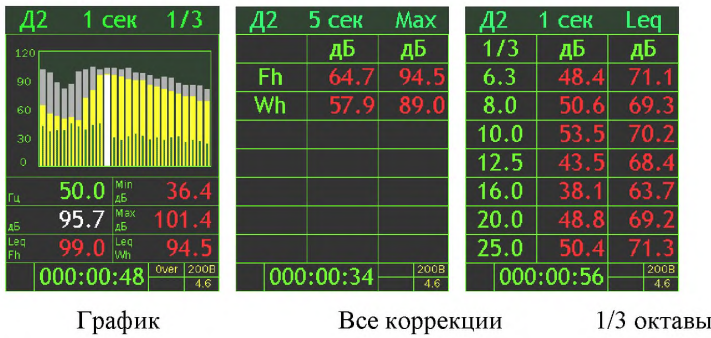 Д2 1 сек 1/3
120
90
60
30
0
Гц 50.0 Min дБ 36.4
дБ 95.7 Max дБ 101.4
Leq Fh 99.0 Leq Wh 94.5
000:00:48 Over 200В 4.6
График
Д2 5 сек Max
дБ дБ
Fh 64.7 94.5
Wh 57.9 89.0
000:00:34 200В 4.6
Все коррекции
Д2 1 сек Leq
1/3 дБ дБ
6.3 48.4 71.1
8.0 50.6 69.3
10.0 53.5 70.2
12.5 43.5 68.4
16.0 38.1 63.7
20.0 48.8 69.2
25.0 50.4 71.3
000:00:56 200В 4.6
1/3 октавы